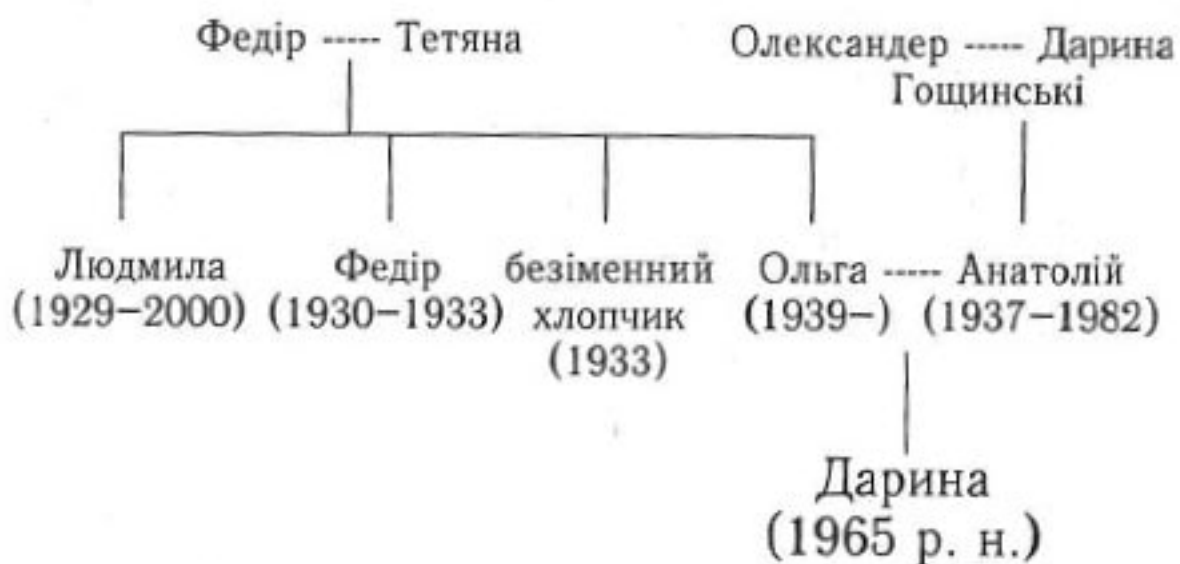 Федір ----- Тетяна
Олександер ----- Дарина
Гощинські
Людмила
(1929–2000)
Федір
(1930–1933)
безіменний
хлопчик
(1933)
Ольга ----- Анатолій
(1939–) (1937–1982)
Дарина
(1965 р. н.)